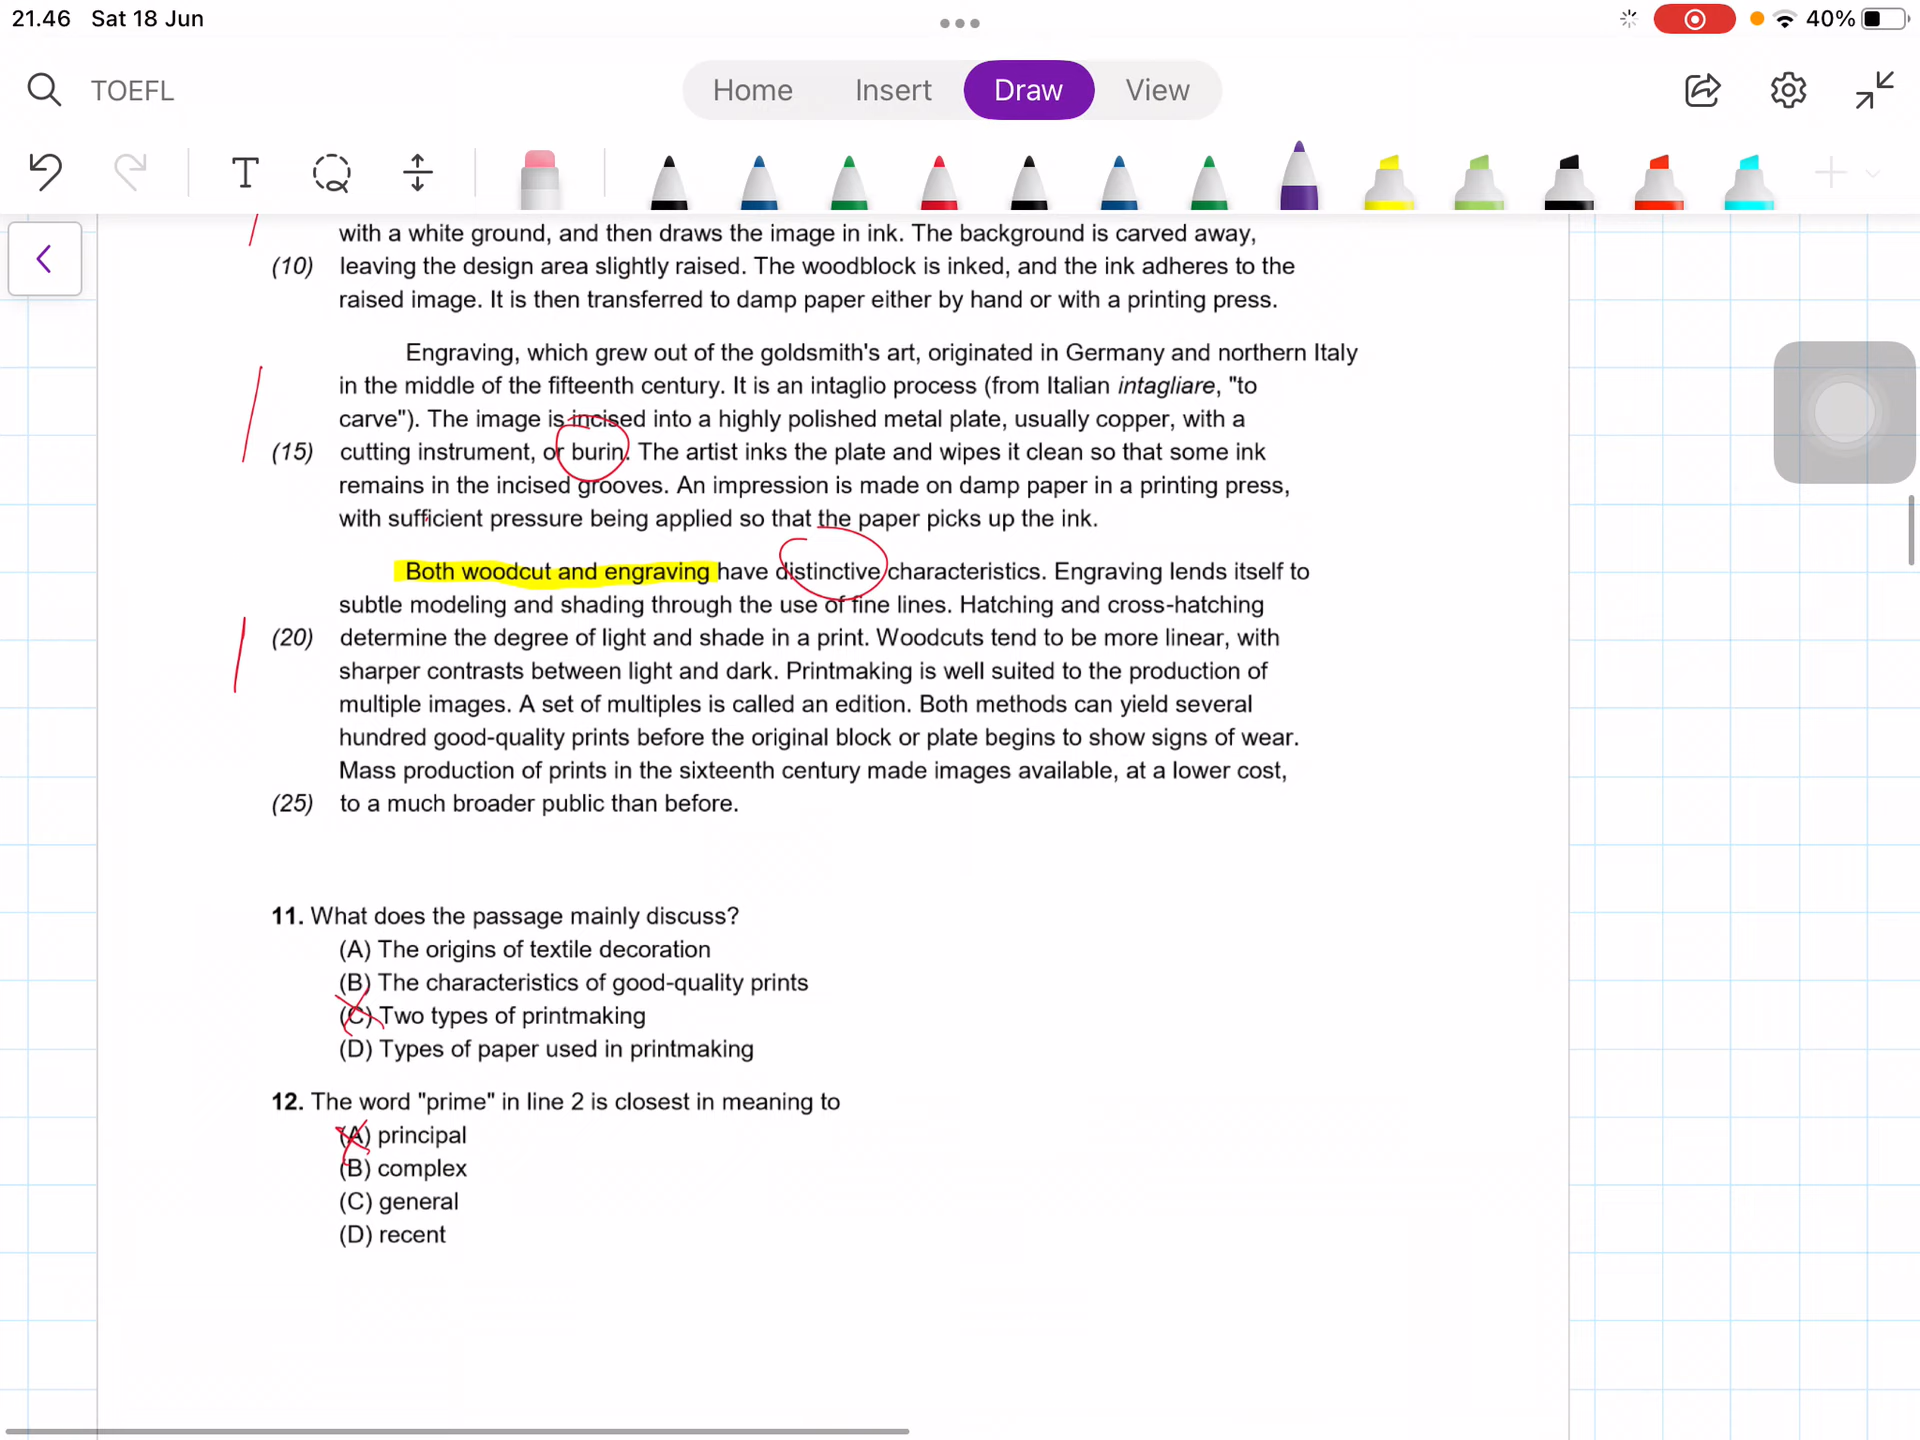 21.46 Sat 18 Jun
40%
TOEFL
Home Insert Draw View
T
with a white ground, and then draws the image in ink. The background is carved away,
(10) leaving the design area slightly raised. The woodblock is inked, and the ink adheres to the
raised image. It is then transferred to damp paper either by hand or with a printing press.
Engraving, which grew out of the goldsmith's art, originated in Germany and northern Italy
in the middle of the fifteenth century. It is an intaglio process (from Italian intagliare, "to
carve"). The image is incised into a highly polished metal plate, usually copper, with a
(15) cutting instrument, or burin. The artist inks the plate and wipes it clean so that some ink
remains in the incised grooves. An impression is made on damp paper in a printing press,
with sufficient pressure being applied so that the paper picks up the ink.
Both woodcut and engraving have distinctive characteristics. Engraving lends itself to
subtle modeling and shading through the use of fine lines. Hatching and cross-hatching
(20) determine the degree of light and shade in a print. Woodcuts tend to be more linear, with
sharper contrasts between light and dark. Printmaking is well suited to the production of
multiple images. A set of multiples is called an edition. Both methods can yield several
hundred good-quality prints before the original block or plate begins to show signs of wear.
Mass production of prints in the sixteenth century made images available, at a lower cost,
(25) to a much broader public than before.
11. What does the passage mainly discuss?
(A) The origins of textile decoration
(B) The characteristics of good-quality prints
(C) Two types of printmaking
(D) Types of paper used in printmaking
12. The word "prime" in line 2 is closest in meaning to
(A) principal
(B) complex
(C) general
(D) recent